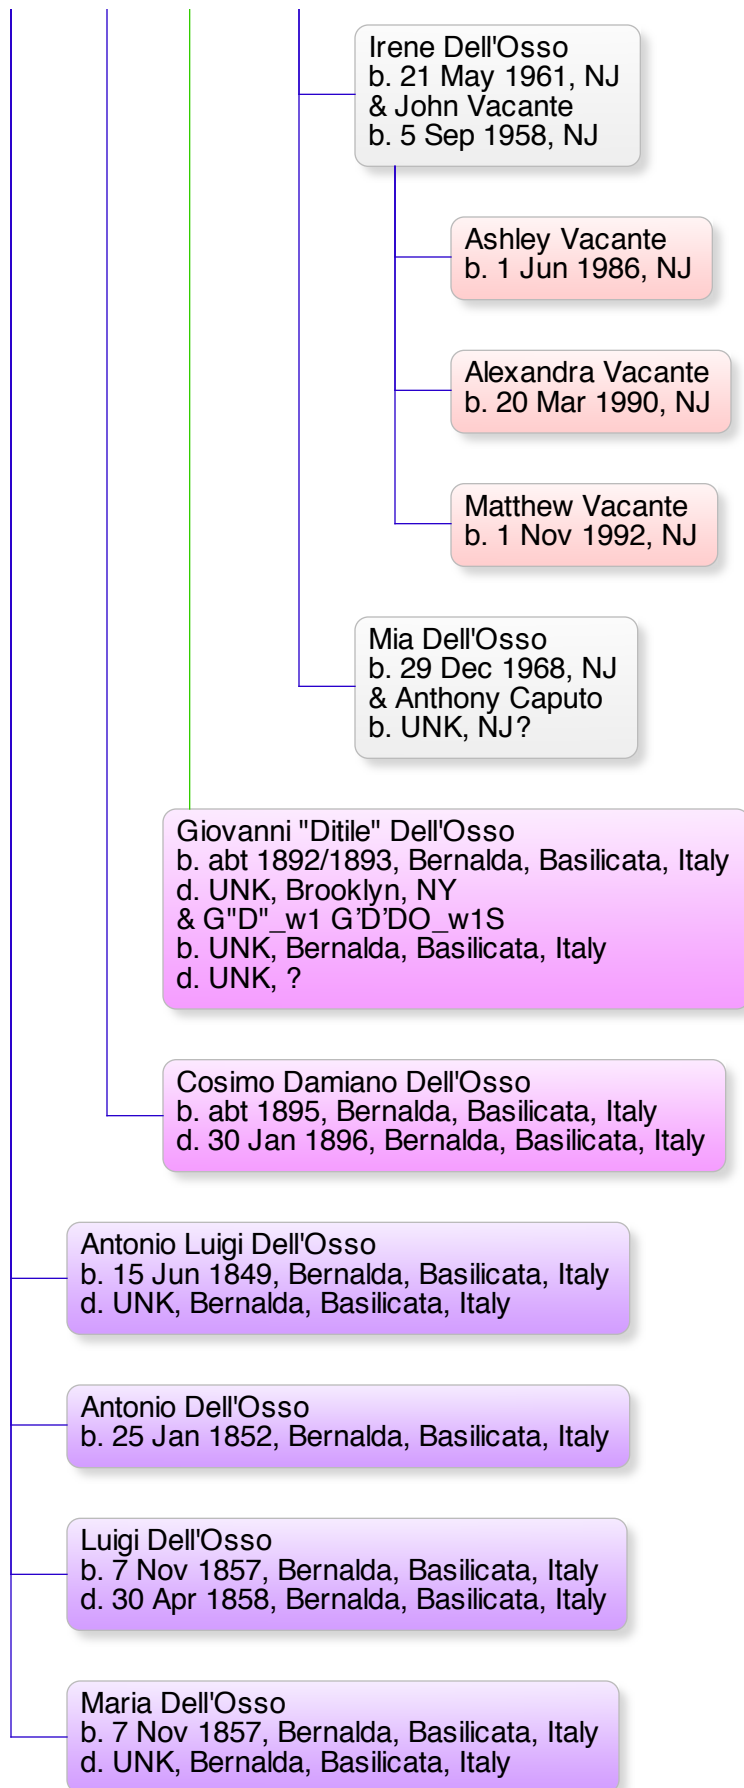 Irene Dell'Osso
b. 21 May 1961, NJ
& John Vacante
b. 5 Sep 1958, NJ
Ashley Vacante
b. 1 Jun 1986, NJ
Alexandra Vacante
b. 20 Mar 1990, NJ
Matthew Vacante
b. 1 Nov 1992, NJ
Mia Dell'Osso
b. 29 Dec 1968, NJ
& Anthony Caputo
b. UNK, NJ?
Giovanni "Ditile" Dell'Osso
b. abt 1892/1893, Bernalda, Basilicata, Italy
d. UNK, Brooklyn, NY
& G"D"_w1 G’D’DO_w1S
b. UNK, Bernalda, Basilicata, Italy
d. UNK, ?
Cosimo Damiano Dell'Osso
b. abt 1895, Bernalda, Basilicata, Italy
d. 30 Jan 1896, Bernalda, Basilicata, Italy
Antonio Luigi Dell'Osso
b. 15 Jun 1849, Bernalda, Basilicata, Italy
d. UNK, Bernalda, Basilicata, Italy
Antonio Dell'Osso
b. 25 Jan 1852, Bernalda, Basilicata, Italy
Luigi Dell'Osso
b. 7 Nov 1857, Bernalda, Basilicata, Italy
d. 30 Apr 1858, Bernalda, Basilicata, Italy
Maria Dell'Osso
b. 7 Nov 1857, Bernalda, Basilicata, Italy
d. UNK, Bernalda, Basilicata, Italy